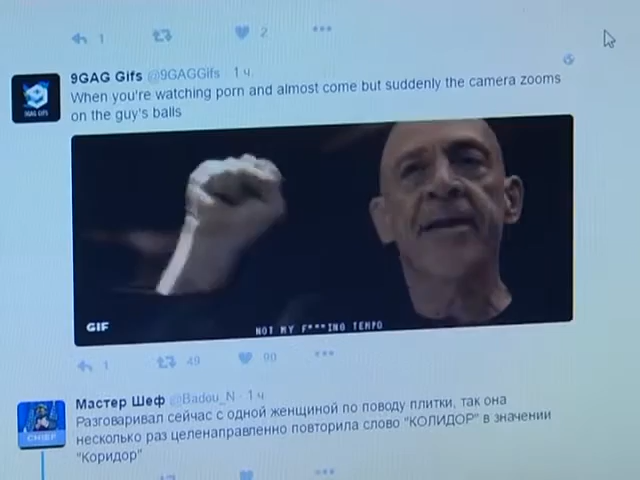 1
2
9GAG Gifs @9GAGGifs · 1 ч.
When you're watching porn and almost come but suddenly the camera zooms
on the guy's balls
GIF
NOT MY F***ING TEMPO
1 49 90
Мастер Шеф @Badou_N · 1 ч
CHIEF
Разговаривал сейчас с одной женщиной по поводу плитки, так она
несколько раз целенаправленно повторила слово "КОЛИДОР" в значении
"Коридор"